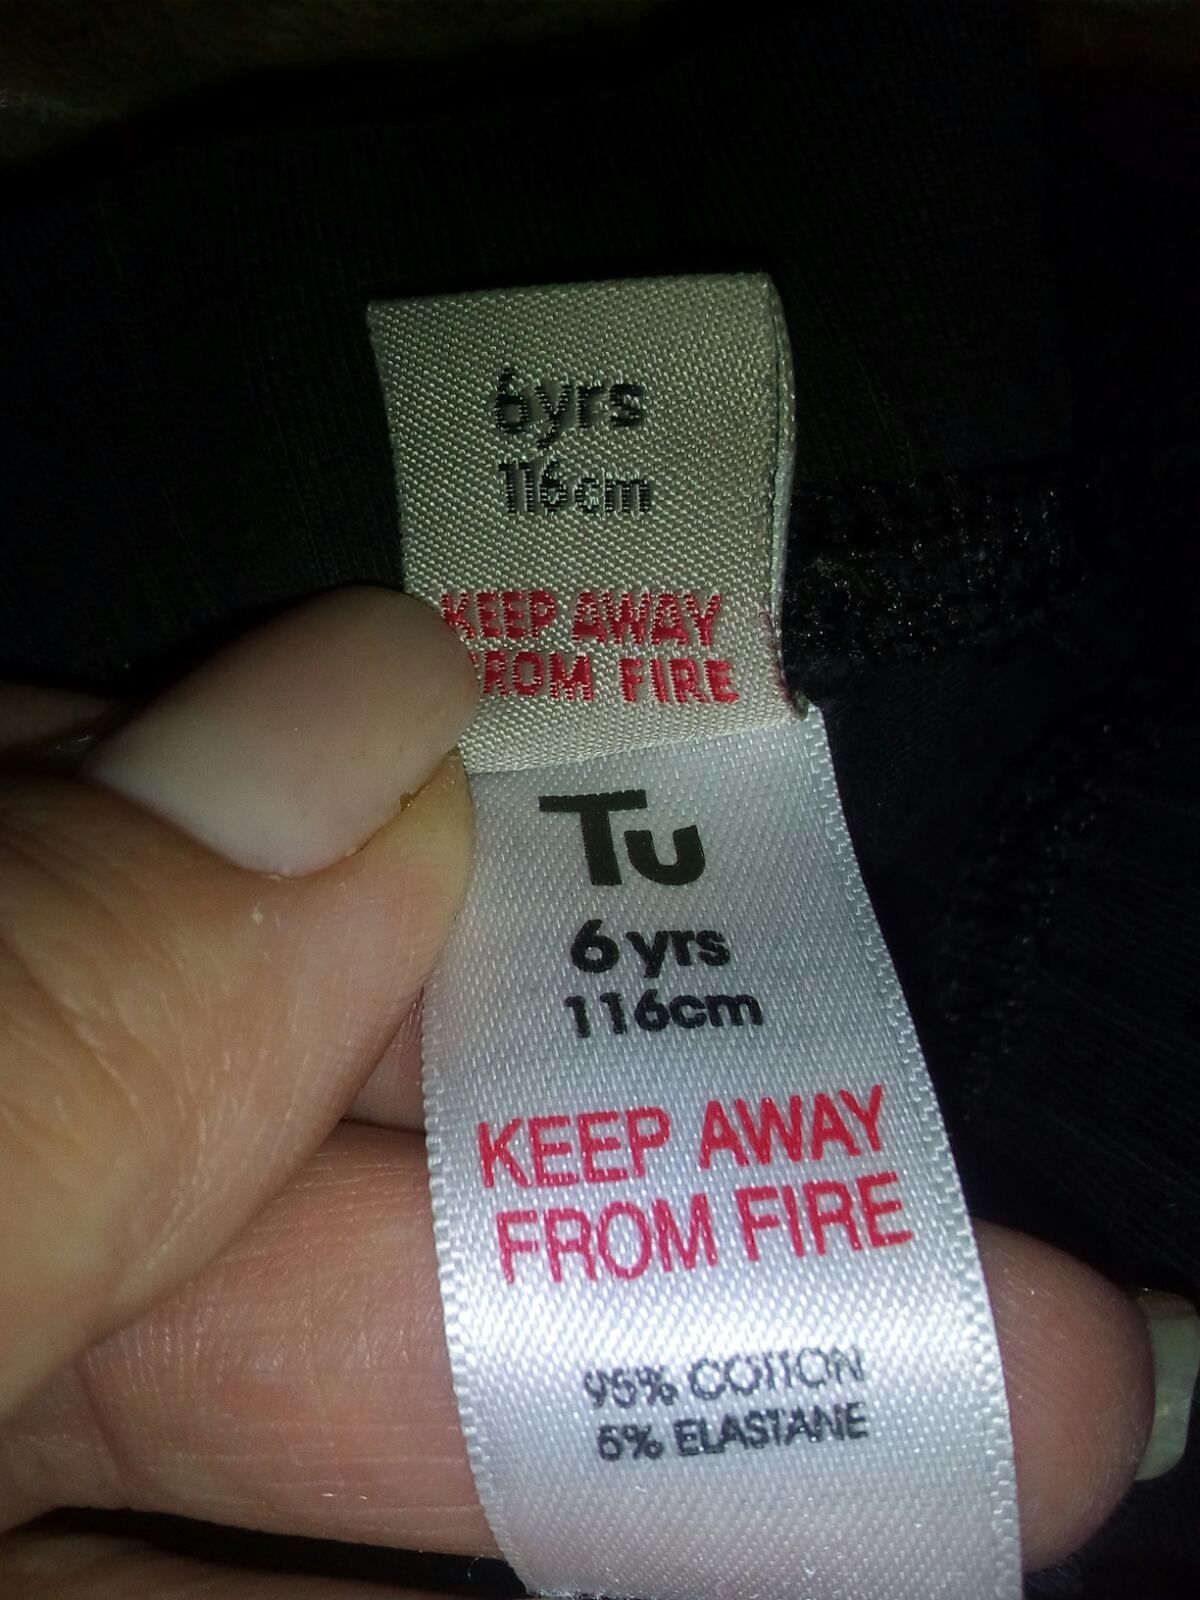 6yrs
116cm
KEEP AWAY
FROM FIRE
Tu
6 yrs
116cm
KEEP AWAY
FROM FIRE
95% COTTON
5% ELASTANE